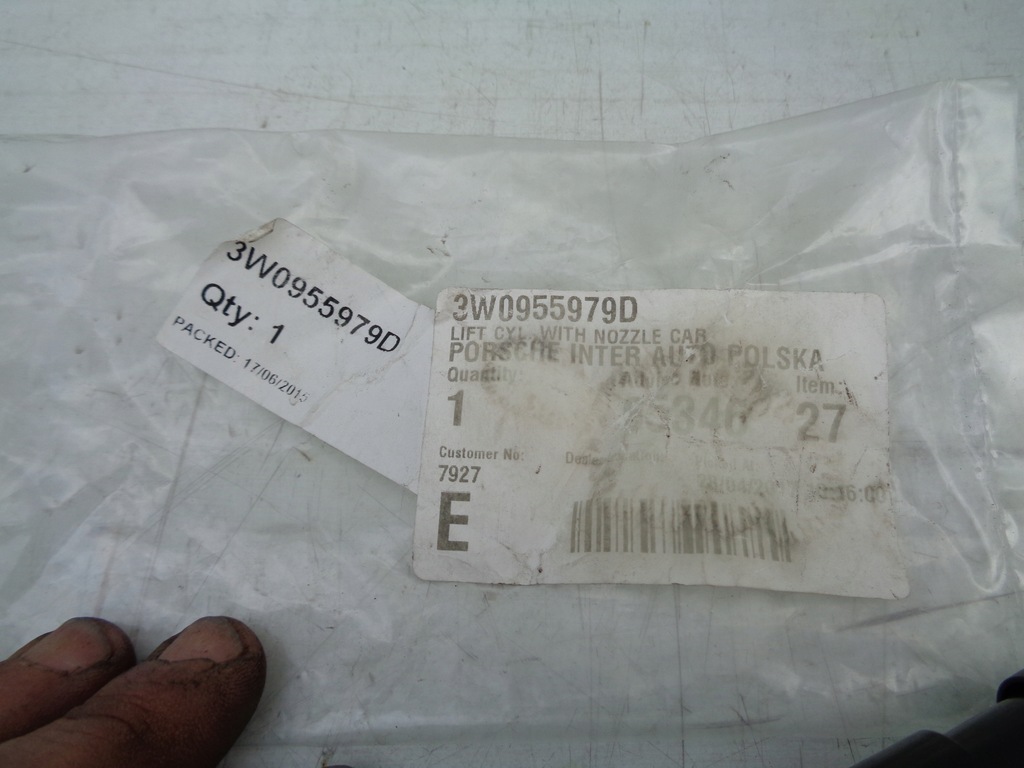 3W0955979D
Qty: 1
PACKED: 17/06/2015
3W0955979D
LIFT CYL. WITH NOZZLE CAR
PORSCHE INTER AUTO POLSKA
Quantity: Item:
1 27
Customer No:
7927
E